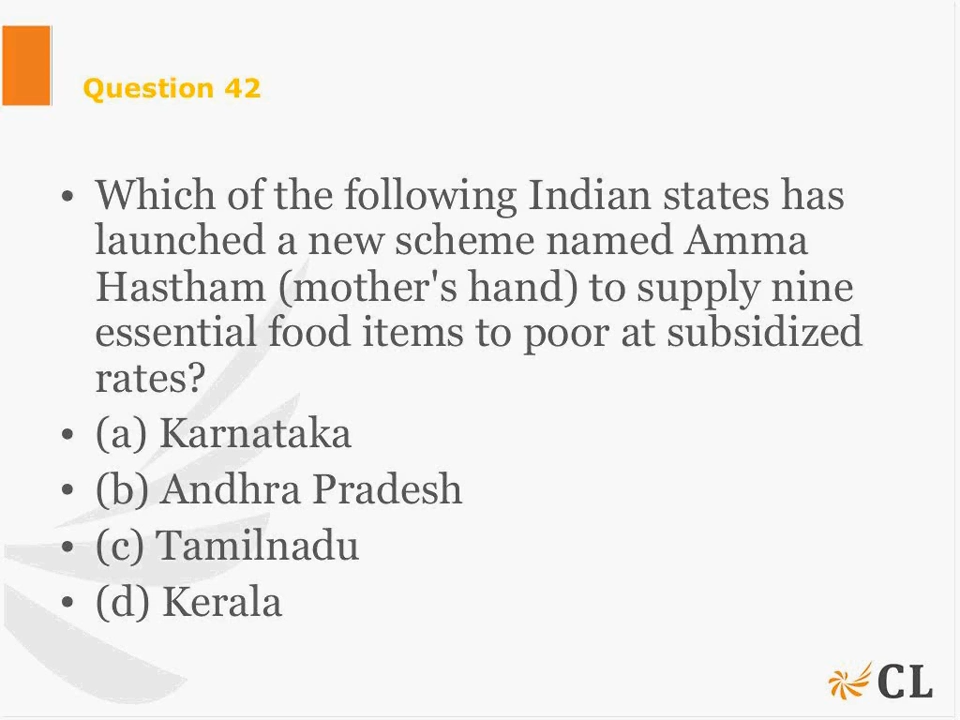 Question 42
• Which of the following Indian states has
launched a new scheme named Amma
Hastham (mother's hand) to supply nine
essential food items to poor at subsidized
rates?
• (a) Karnataka
• (b) Andhra Pradesh
• (c) Tamilnadu
• (d) Kerala
CL